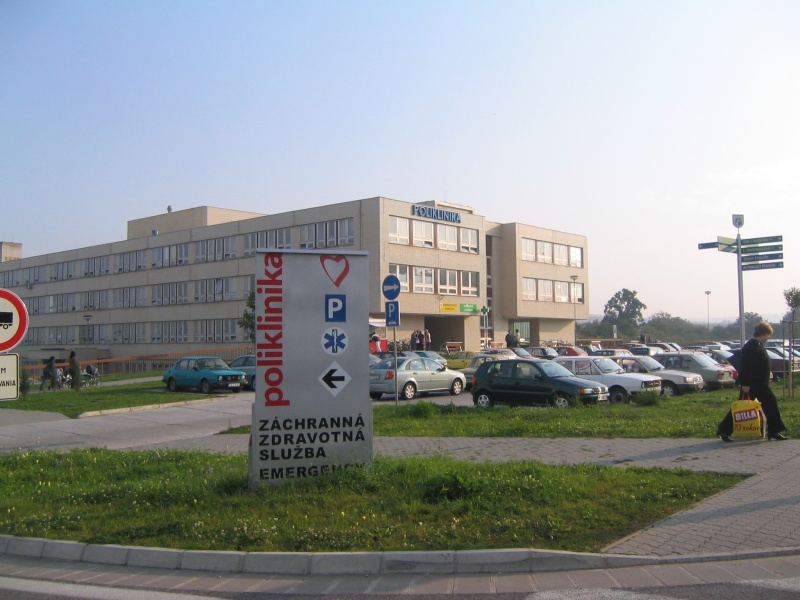 POLIKLINIKA
poliklinika
P
ZÁCHRANNÁ
ZDRAVOTNÁ
SLUŽBA
EMERGENCY
P
BILLA